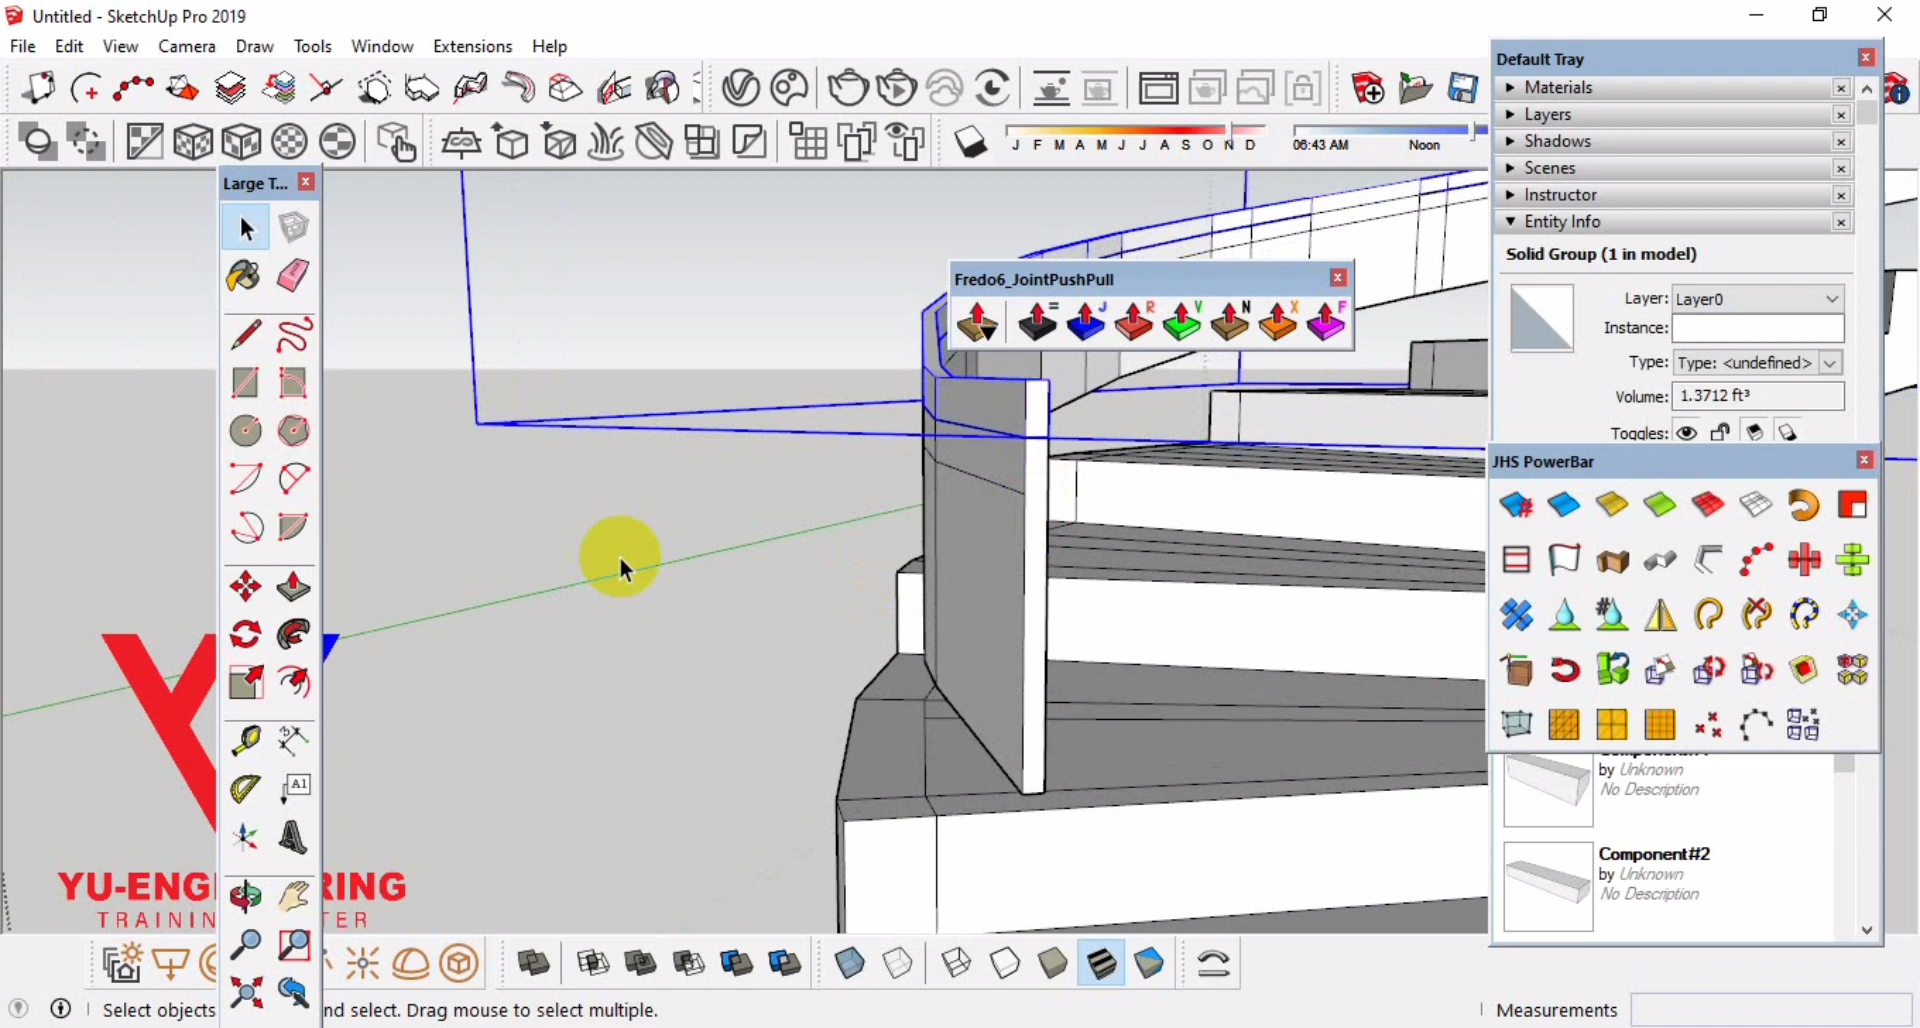 Untitled - SketchUp Pro 2019
File Edit View Camera Draw Tools Window Extensions Help
J F M A M J J A S O N D
06:43 AM Noon
Large T...
Default Tray
Materials
Layers
Shadows
Scenes
Instructor
Entity Info
Solid Group (1 in model)
Layer: Layer0
Instance:
Type: Type: <undefined>
Volume: 1.3712 ft³
Toggles:
Fredo6_JointPushPull
= J R V N X F
JHS PowerBar
by Unknown
No Description
Component#2
by Unknown
No Description
A1
YU-ENGI RING
TRAININ TER
Select objects nd select. Drag mouse to select multiple.
Measurements